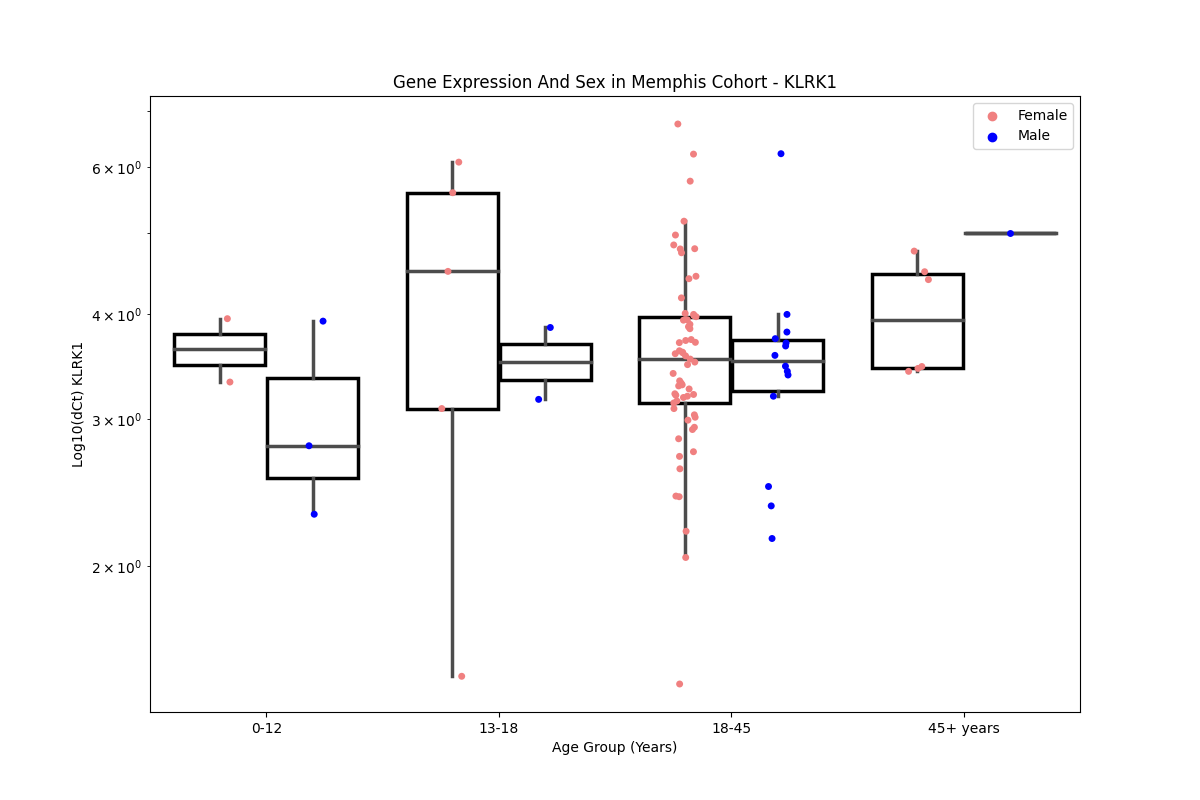 Gene Expression And Sex in Memphis Cohort - KLRK1
Female
Male
6 × 10⁰
4 × 10⁰
3 × 10⁰
2 × 10⁰
Log10(dCt) KLRK1
0-12
13-18
18-45
45+ years
Age Group (Years)